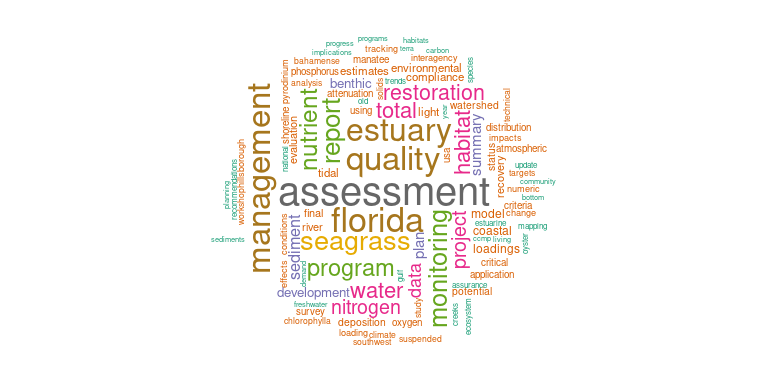 programs habitats
progress
implications terra carbon
tracking
bahamense manatee interagency
phosphorus estimates environmental species
analysis benthic trends compliance
pyrodinium attenuation solids restoration
old
shoreline nutrient report using total light year watershed technical
evaluation estuary habitat summary distribution
management national quality usa status impacts
atmospheric
hillsborough tidal recovery update
planning recommendations workshop assessment targets community
numeric
bottom
final florida monitoring project model criteria
change
conditions river estuarine mapping
sediments sediment seagrass plan coastal
comp living
loadings oyster
effects demand program gulf data critical
application
development water assurance
potential
freshwater nitrogen study creeks ecosystem
survey
chlorophylla deposition oxygen
loading climate
southwest suspended